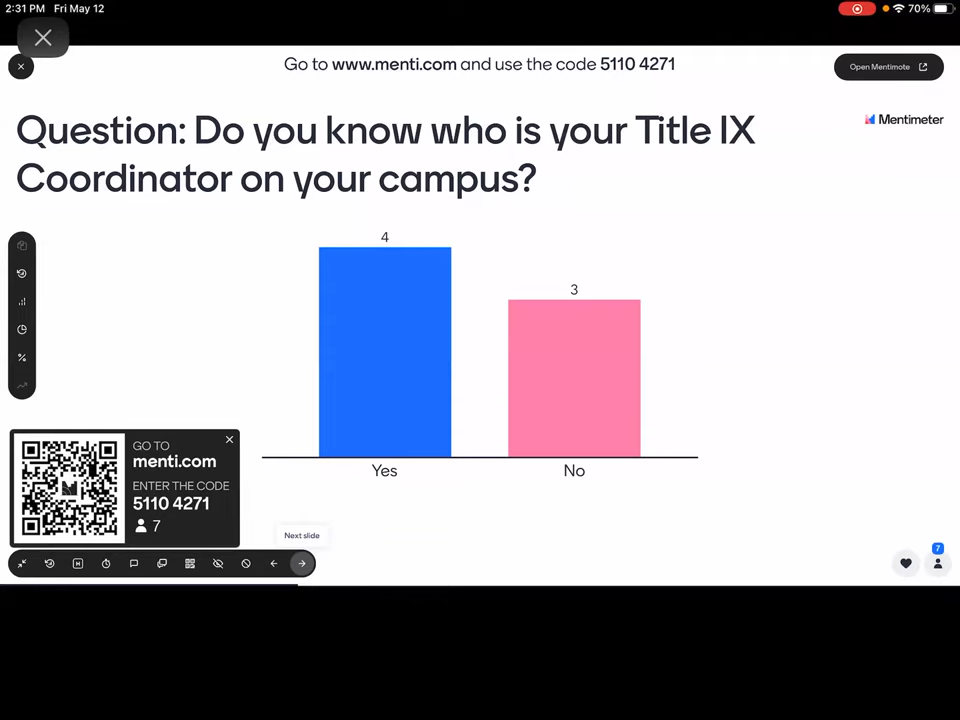 2:31 PM Fri May 12
70%
Go to www.menti.com and use the code 5110 4271
Open Mentimote
Question: Do you know who is your Title IX
Coordinator on your campus?
Mentimeter
4
3
Yes
No
GO TO
menti.com
ENTER THE CODE
5110 4271
7
Next slide
H
7